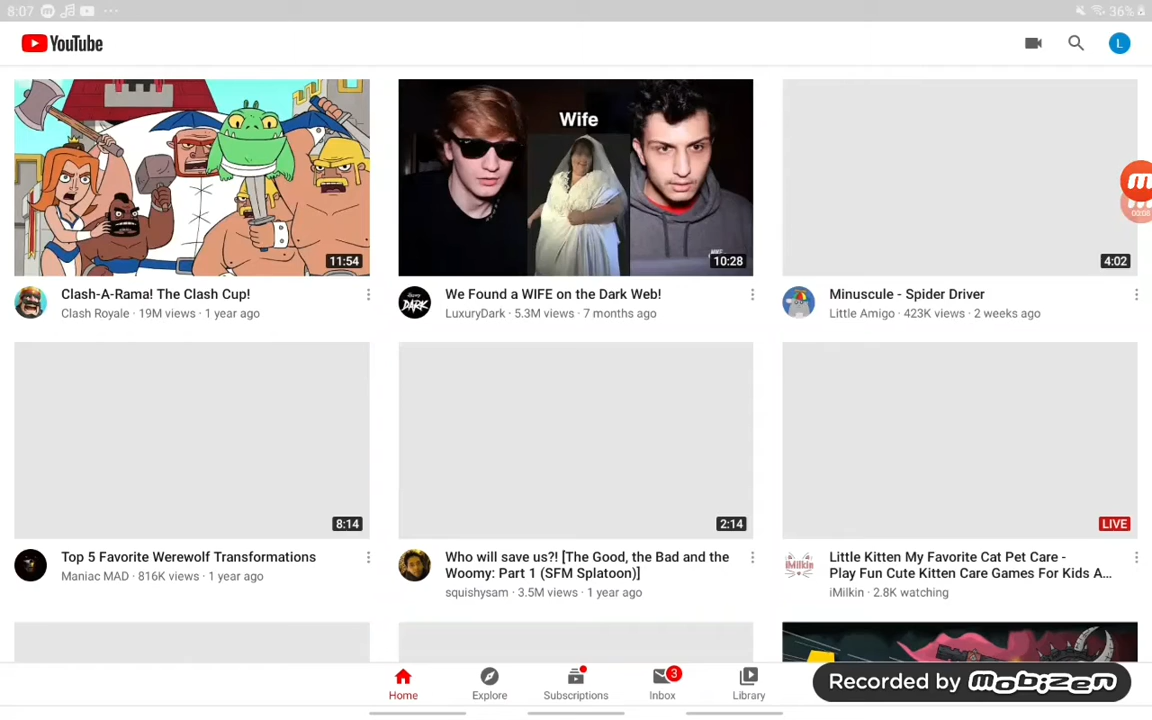 8:07
36%
YouTube
L
Wife
11:54
10:28
4:02
00:08
Clash-A-Rama! The Clash Cup!
Clash Royale · 19M views · 1 year ago
We Found a WIFE on the Dark Web!
LuxuryDark · 5.3M views · 7 months ago
Minuscule - Spider Driver
Little Amigo · 423K views · 2 weeks ago
8:14
2:14
LIVE
Top 5 Favorite Werewolf Transformations
Maniac MAD · 816K views · 1 year ago
Who will save us?! [The Good, the Bad and the
Woomy: Part 1 (SFM Splatoon)]
squishysam · 3.5M views · 1 year ago
iMilkin
Little Kitten My Favorite Cat Pet Care -
Play Fun Cute Kitten Care Games For Kids A...
iMilkin · 2.8K watching
Home
Explore
Subscriptions
3
Inbox
Library
Recorded by mobizen